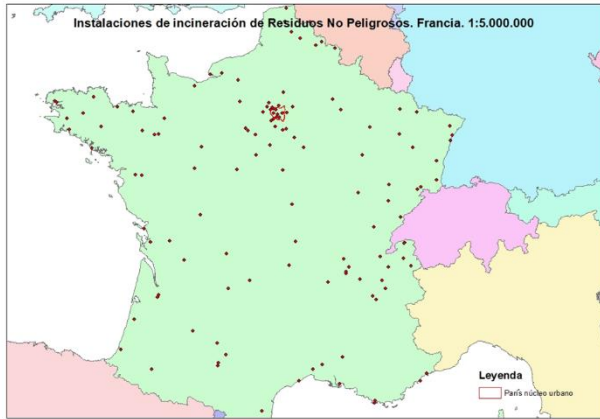 Instalaciones de incineración de Residuos No Peligrosos. Francia. 1:5.000.000
Leyenda
París núcleo urbano